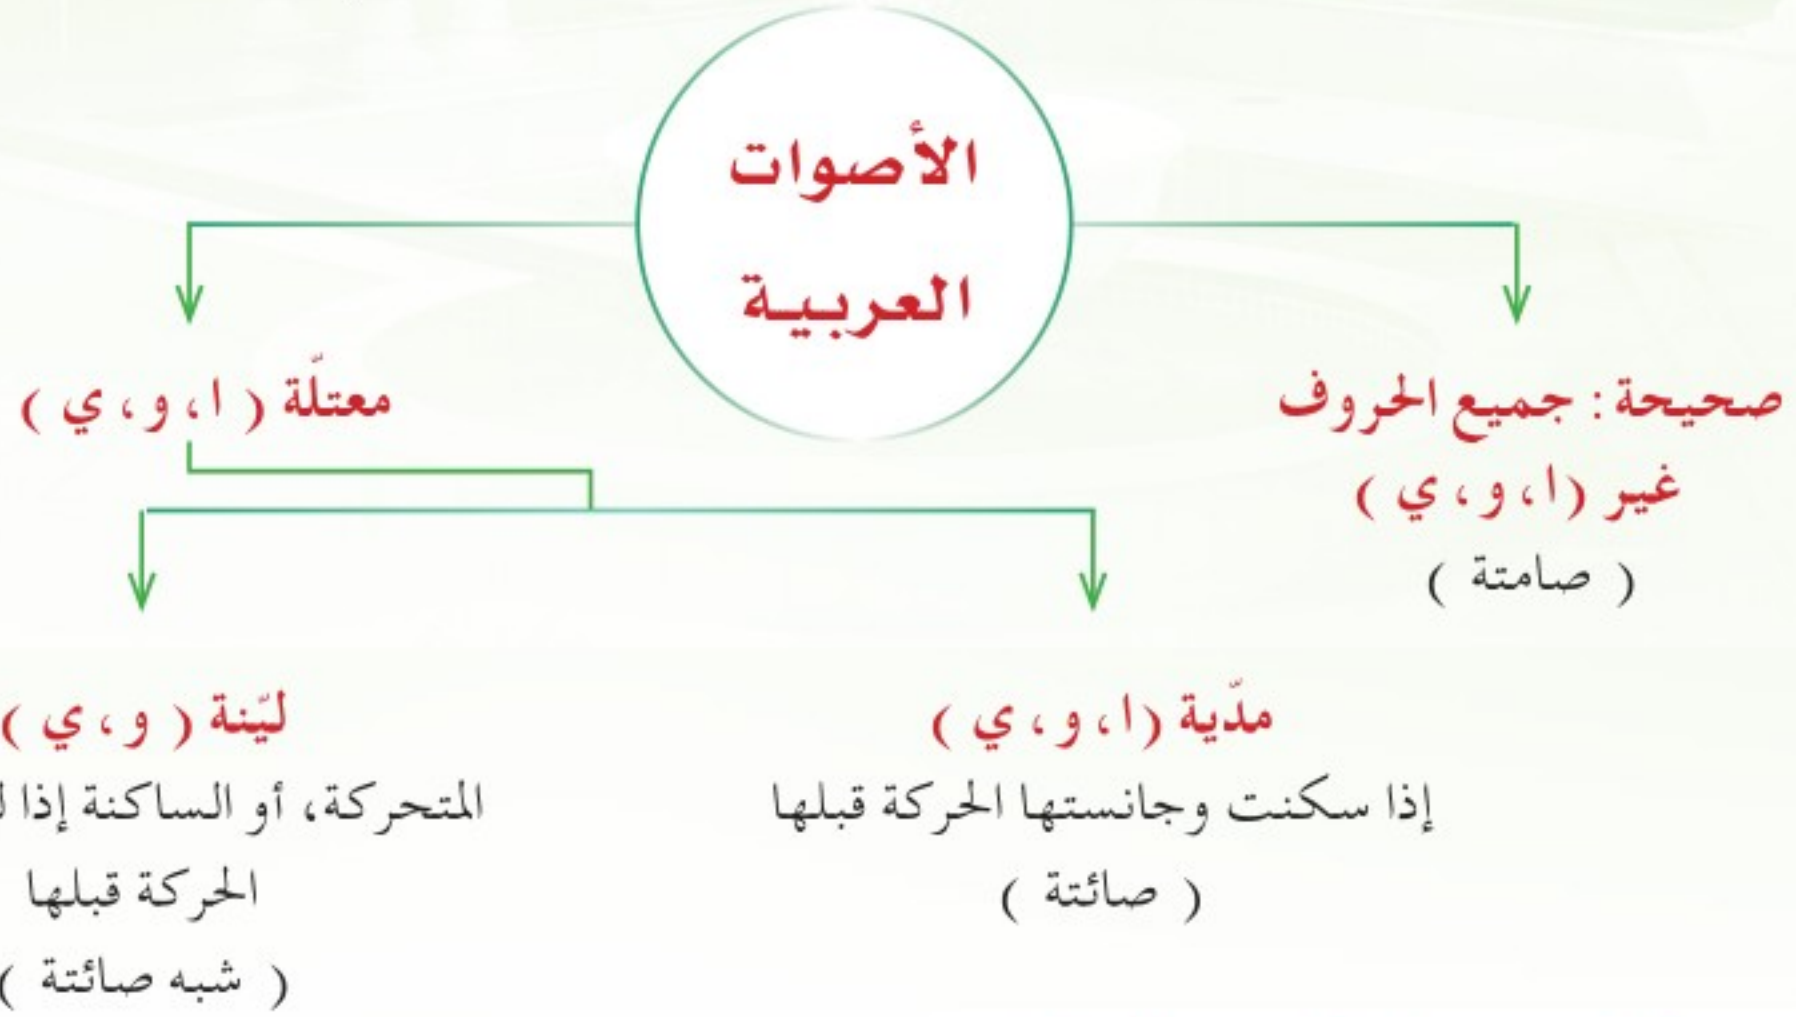 الأصوات
العربية
صحيحة : جميع الحروف
غير (ا، و، ي )
( صامتة )
معتلّة ( ا، و، ي )
مدّية (ا، و، ي )
إذا سكنت وجانستها الحركة قبلها
( صائتة )
ليّنة ( و، ي )
المتحركة، أو الساكنة إذا
الحركة قبلها
( شبه صائتة )